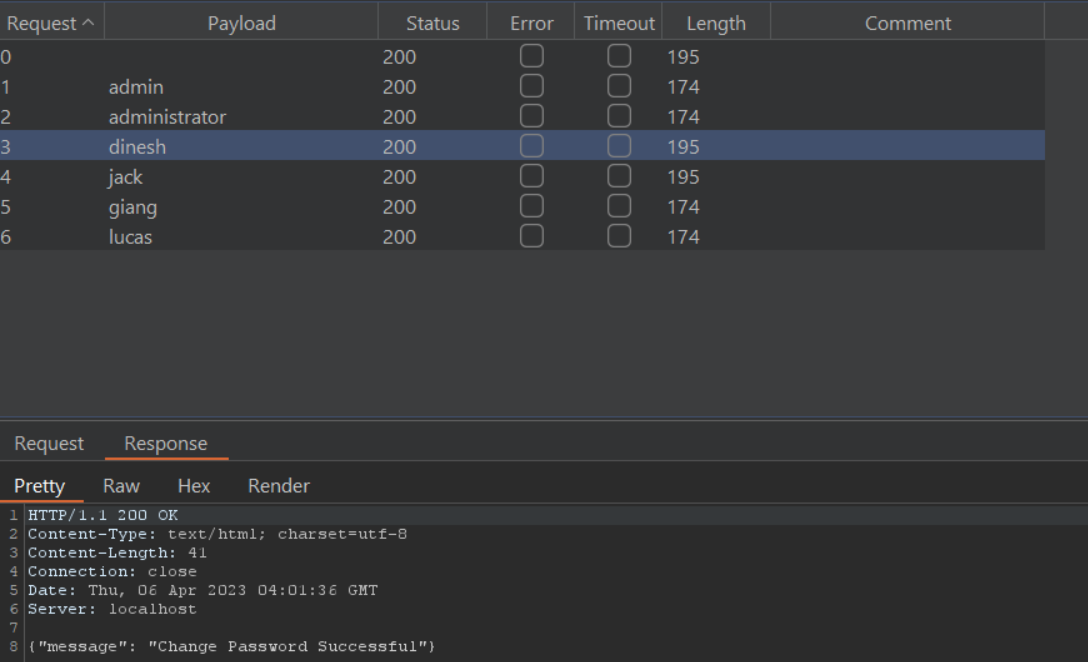 Request Payload Status Error Timeout Length Comment
0 200 195
1 admin 200 174
2 administrator 200 174
3 dinesh 200 195
4 jack 200 195
5 giang 200 174
6 lucas 200 174
Request Response
Pretty Raw Hex Render
1 HTTP/1.1 200 OK
2 Content-Type: text/html; charset=utf-8
3 Content-Length: 41
4 Connection: close
5 Date: Thu, 06 Apr 2023 04:01:36 GMT
6 Server: localhost
7
8 {"message": "Change Password Successful"}